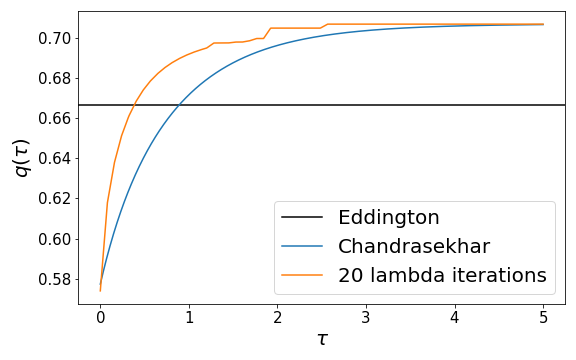 0.70
0.68
0.66
0.64
0.62
0.60
0.58
q(τ)
Eddington
Chandrasekhar
20 lambda iterations
0 1 2 3 4 5
τ